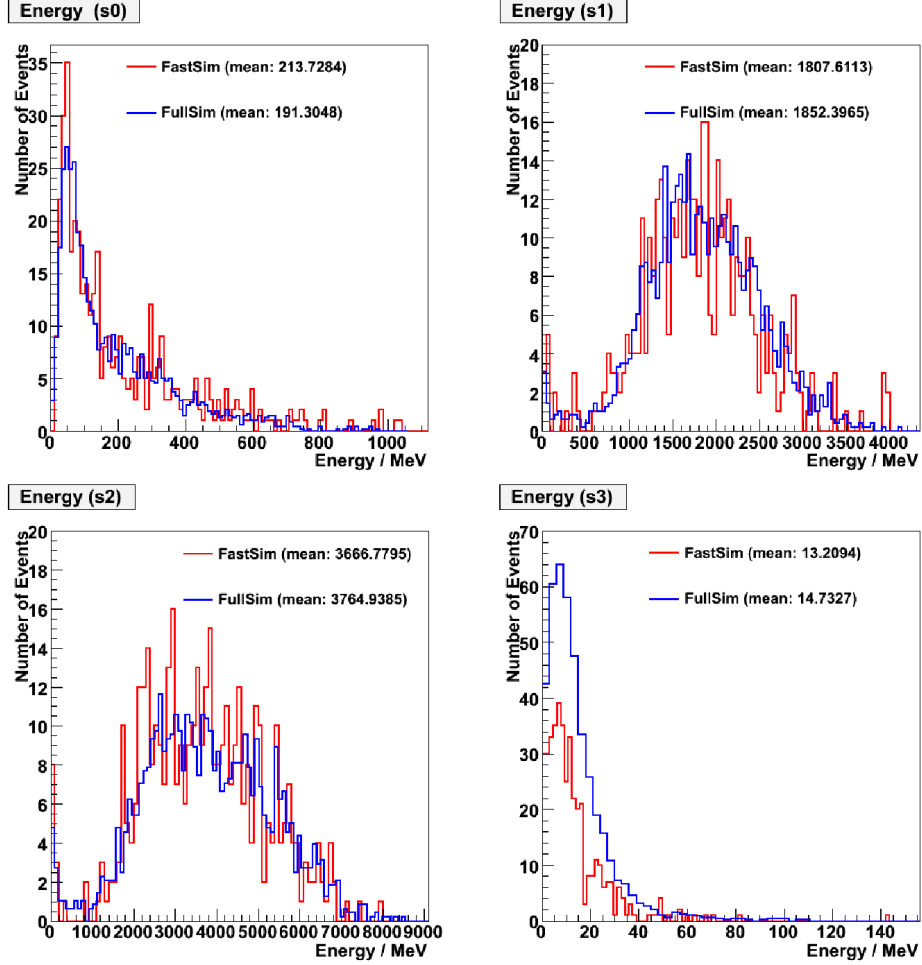 Energy (s0)
Number of Events
FastSim (mean: 213.7284)
FullSim (mean: 191.3048)
35
30
25
20
15
10
5
0
0 200 400 600 800 1000
Energy / MeV
Energy (s1)
Number of Events
FastSim (mean: 1807.6113)
FullSim (mean: 1852.3965)
20
18
16
14
12
10
8
6
4
2
0
0 500 1000 1500 2000 2500 3000 3500 4000
Energy / MeV
Energy (s2)
Number of Events
FastSim (mean: 3666.7795)
FullSim (mean: 3764.9385)
20
18
16
14
12
10
8
6
4
2
0
0 1000 2000 3000 4000 5000 6000 7000 8000 9000
Energy / MeV
Energy (s3)
Number of Events
FastSim (mean: 13.2094)
FullSim (mean: 14.7327)
70
60
50
40
30
20
10
0
0 20 40 60 80 100 120 140
Energy / MeV